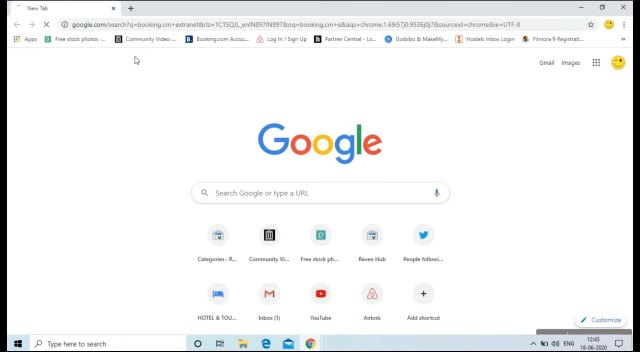 New Tab
google.com/search?q=booking.cm+extranet&rlz=1C1SQJL_enIN897IN897&oq=booking.cm+e&aqs=chrome.1.69i57j0.9536j0j7&sourceid=chrome&ie=UTF-8
Apps Free stock photos · ... Community Video :... Booking.com Accou... Log In / Sign Up Partner Central - Lo... Goibibo & MakeMy... Hostels Inbox Login Filmora 9 Registrati... »
Gmail Images
Google
Search Google or type a URL
Categories - R... Community Vi... Free stock ph... Reven Hub People followi...
HOTEL & TOU... Inbox (1) YouTube Airbnb Add shortcut
Customize
Type here to search ENG 12:43
18-06-2020